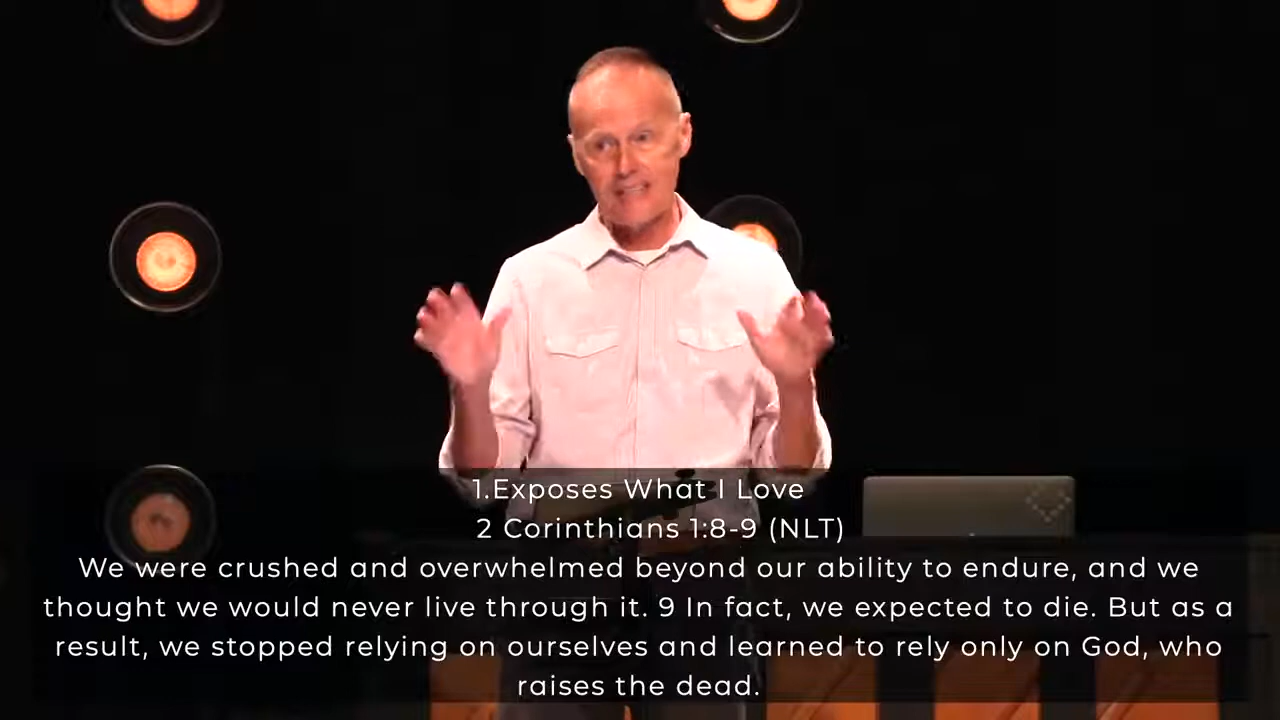 1.Exposes What I Love
2 Corinthians 1:8-9 (NLT)
We were crushed and overwhelmed beyond our ability to endure, and we
thought we would never live through it. 9 In fact, we expected to die. But as a
result, we stopped relying on ourselves and learned to rely only on God, who
raises the dead.